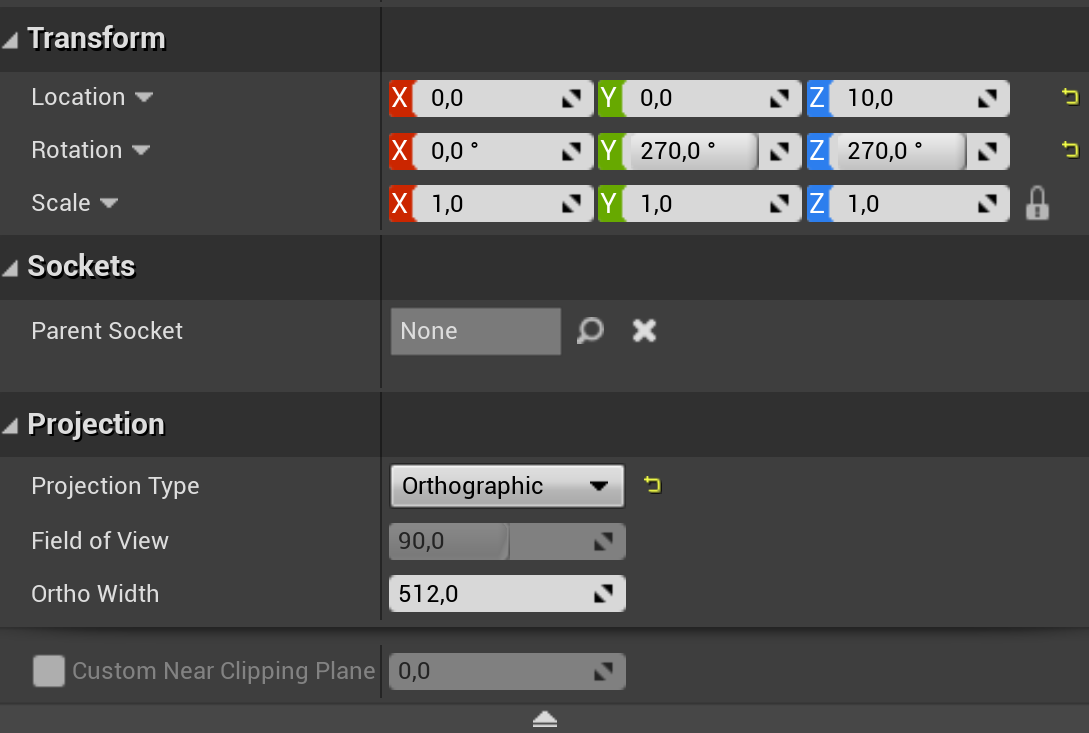 Transform
Location X 0,0 Y 0,0 Z 10,0
Rotation X 0,0 ° Y 270,0 ° Z 270,0 °
Scale X 1,0 Y 1,0 Z 1,0
Sockets
Parent Socket None
Projection
Projection Type Orthographic
Field of View 90,0
Ortho Width 512,0
Custom Near Clipping Plane 0,0